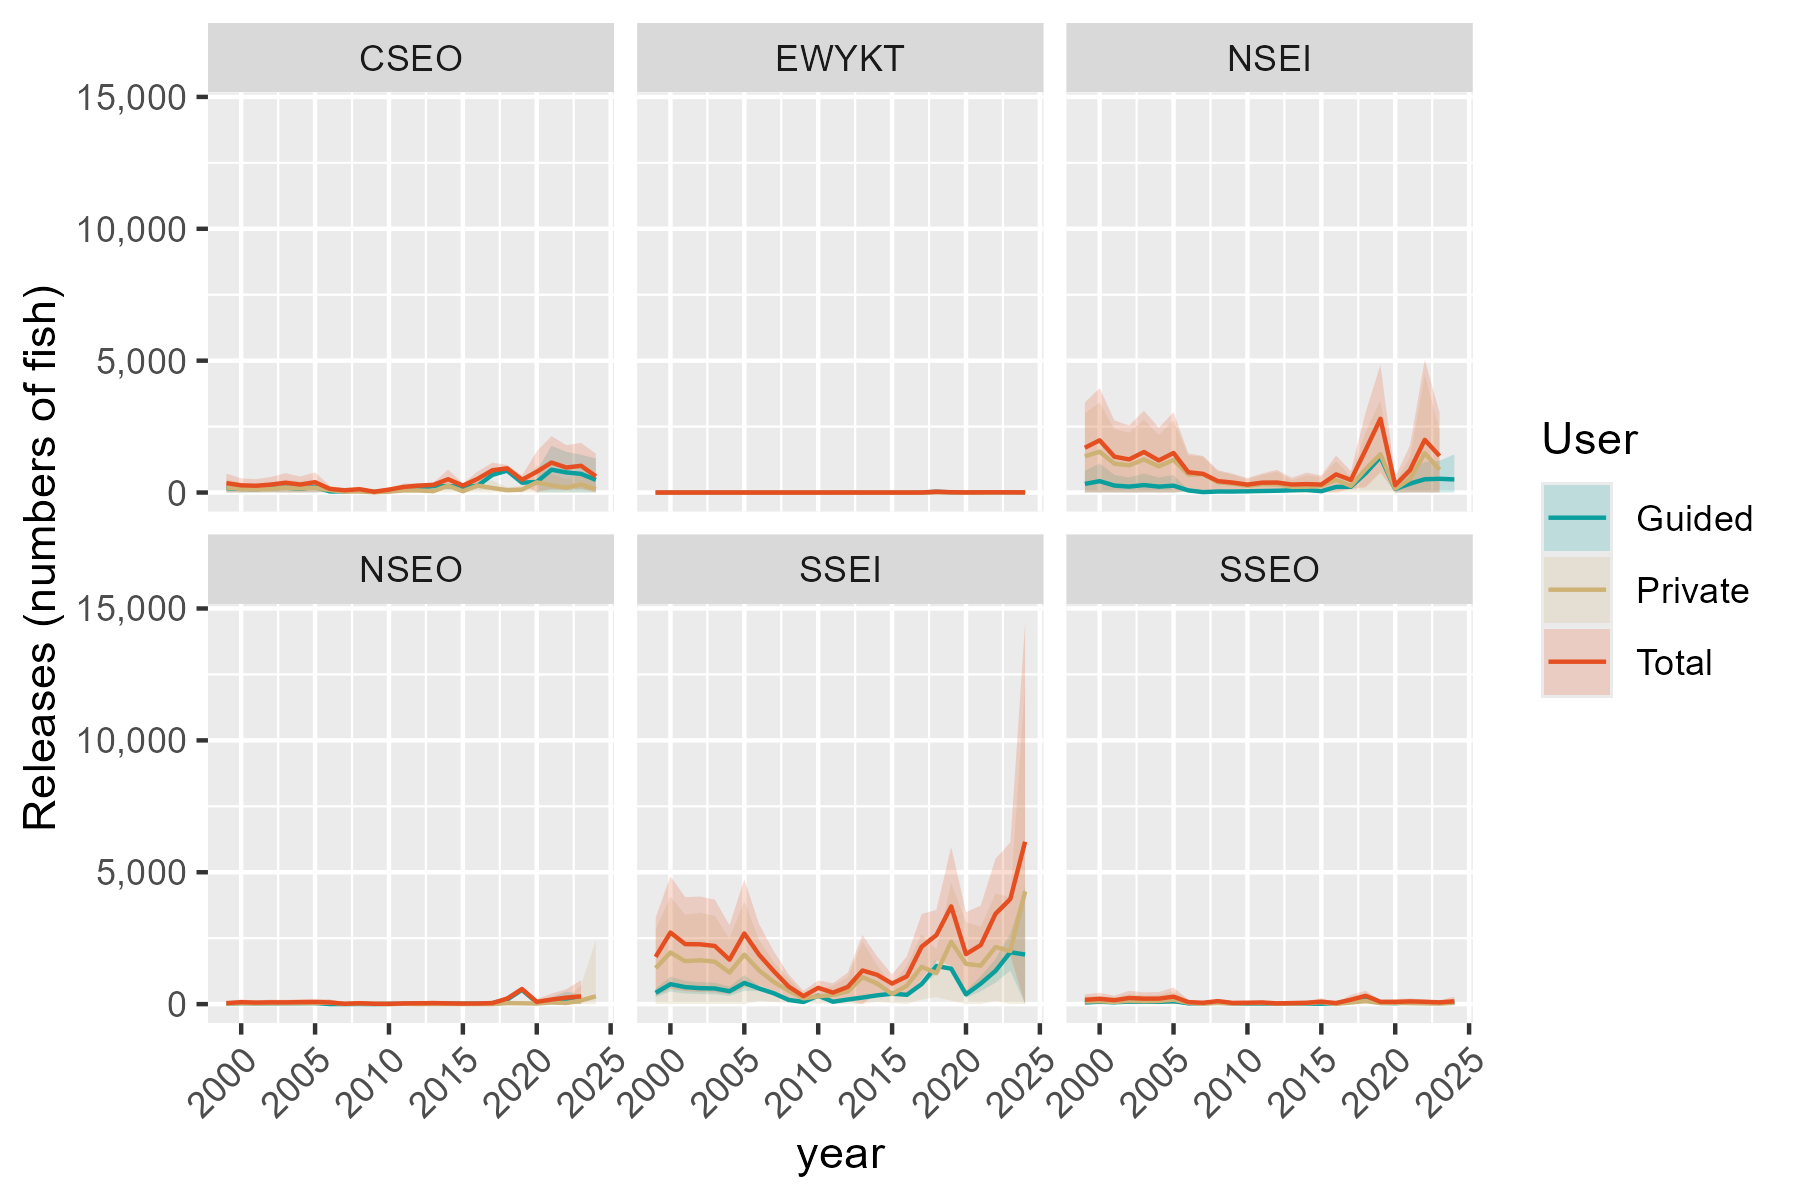 CSEO EWYKT NSEI
15,000
10,000
5,000
0
NSEO SSEI SSEO
15,000
10,000
5,000
0
2000 2005 2010 2015 2020 2025 2000 2005 2010 2015 2020 2025 2000 2005 2010 2015 2020 2025
year
Releases (numbers of fish)
User
Guided
Private
Total